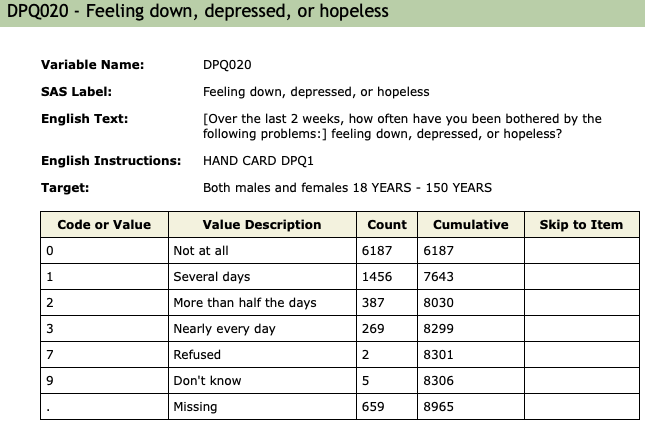 DPQ020 - Feeling down, depressed, or hopeless
Variable Name: DPQ020
SAS Label: Feeling down, depressed, or hopeless
English Text: [Over the last 2 weeks, how often have you been bothered by the
following problems:] feeling down, depressed, or hopeless?
English Instructions: HAND CARD DPQ1
Target: Both males and females 18 YEARS - 150 YEARS
Code or Value Value Description Count Cumulative Skip to Item
0 Not at all 6187 6187
1 Several days 1456 7643
2 More than half the days 387 8030
3 Nearly every day 269 8299
7 Refused 2 8301
9 Don't know 5 8306
. Missing 659 8965